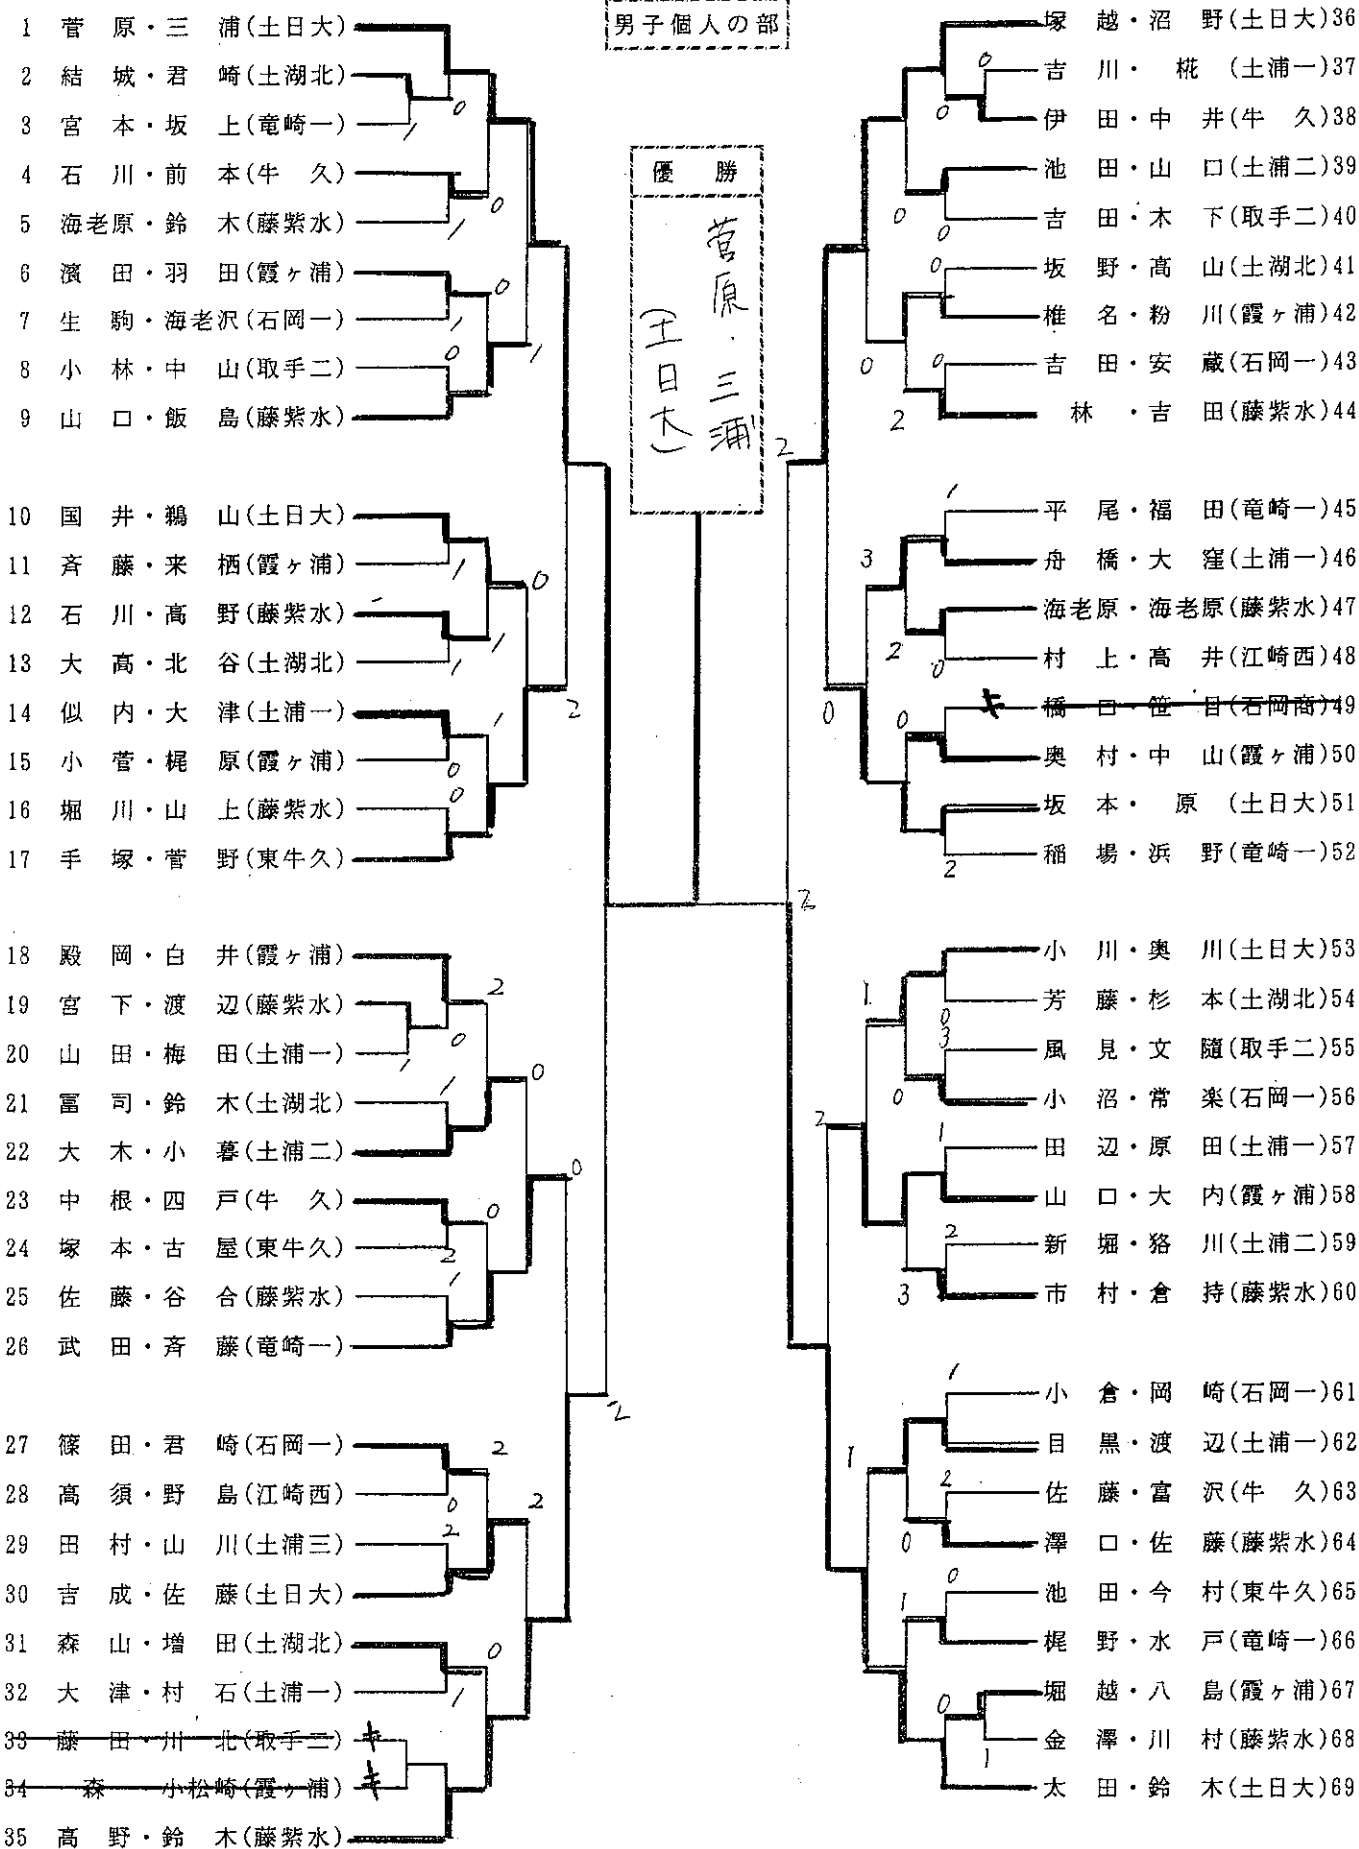 男子個人の部
優　勝
菅原・三浦
(土日大)
1 菅 原・三 浦(土日大)
2 結 城・君 崎(土湖北)
3 宮 本・坂 上(竜崎一)
4 石 川・前 本(牛 久)
5 海老原・鈴 木(藤紫水)
6 濱 田・羽 田(霞ヶ浦)
7 生 駒・海老沢(石岡一)
8 小 林・中 山(取手二)
9 山 口・飯 島(藤紫水)
10 国 井・鵜 山(土日大)
11 斉 藤・来 栖(霞ヶ浦)
12 石 川・高 野(藤紫水)
13 大 高・北 谷(土湖北)
14 似 内・大 津(土浦一)
15 小 菅・梶 原(霞ヶ浦)
16 堀 川・山 上(藤紫水)
17 手 塚・菅 野(東牛久)
18 殿 岡・白 井(霞ヶ浦)
19 宮 下・渡 辺(藤紫水)
20 山 田・梅 田(土浦一)
21 冨 司・鈴 木(土湖北)
22 大 木・小 暮(土浦二)
23 中 根・四 戸(牛 久)
24 塚 本・古 屋(東牛久)
25 佐 藤・谷 合(藤紫水)
26 武 田・斉 藤(竜崎一)
27 篠 田・君 崎(石岡一)
28 高 須・野 島(江崎西)
29 田 村・山 川(土浦三)
30 吉 成・佐 藤(土日大)
31 森 山・増 田(土湖北)
32 大 津・村 石(土浦一)
33 藤 田・川 北(取手二) キ
34 森 小松崎(霞ヶ浦) キ
35 高 野・鈴 木(藤紫水)
塚 越・沼 野(土日大)36
吉 川・ 椛 (土浦一)37
伊 田・中 井(牛 久)38
池 田・山 口(土浦二)39
吉 田・木 下(取手二)40
坂 野・高 山(土湖北)41
椎 名・粉 川(霞ヶ浦)42
吉 田・安 蔵(石岡一)43
林 ・吉 田(藤紫水)44
平 尾・福 田(竜崎一)45
舟 橋・大 窪(土浦一)46
海老原・海老原(藤紫水)47
村 上・高 井(江崎西)48
キ 橋 口・笹 目(石岡商)49
奥 村・中 山(霞ヶ浦)50
坂 本・ 原 (土日大)51
稲 場・浜 野(竜崎一)52
小 川・奥 川(土日大)53
芳 藤・杉 本(土湖北)54
風 見・文 隨(取手二)55
小 沼・常 楽(石岡一)56
田 辺・原 田(土浦一)57
山 口・大 内(霞ヶ浦)58
新 堀・狢 川(土浦二)59
市 村・倉 持(藤紫水)60
小 倉・岡 崎(石岡一)61
目 黒・渡 辺(土浦一)62
佐 藤・富 沢(牛 久)63
澤 口・佐 藤(藤紫水)64
池 田・今 村(東牛久)65
梶 野・水 戸(竜崎一)66
堀 越・八 島(霞ヶ浦)67
金 澤・川 村(藤紫水)68
太 田・鈴 木(土日大)69